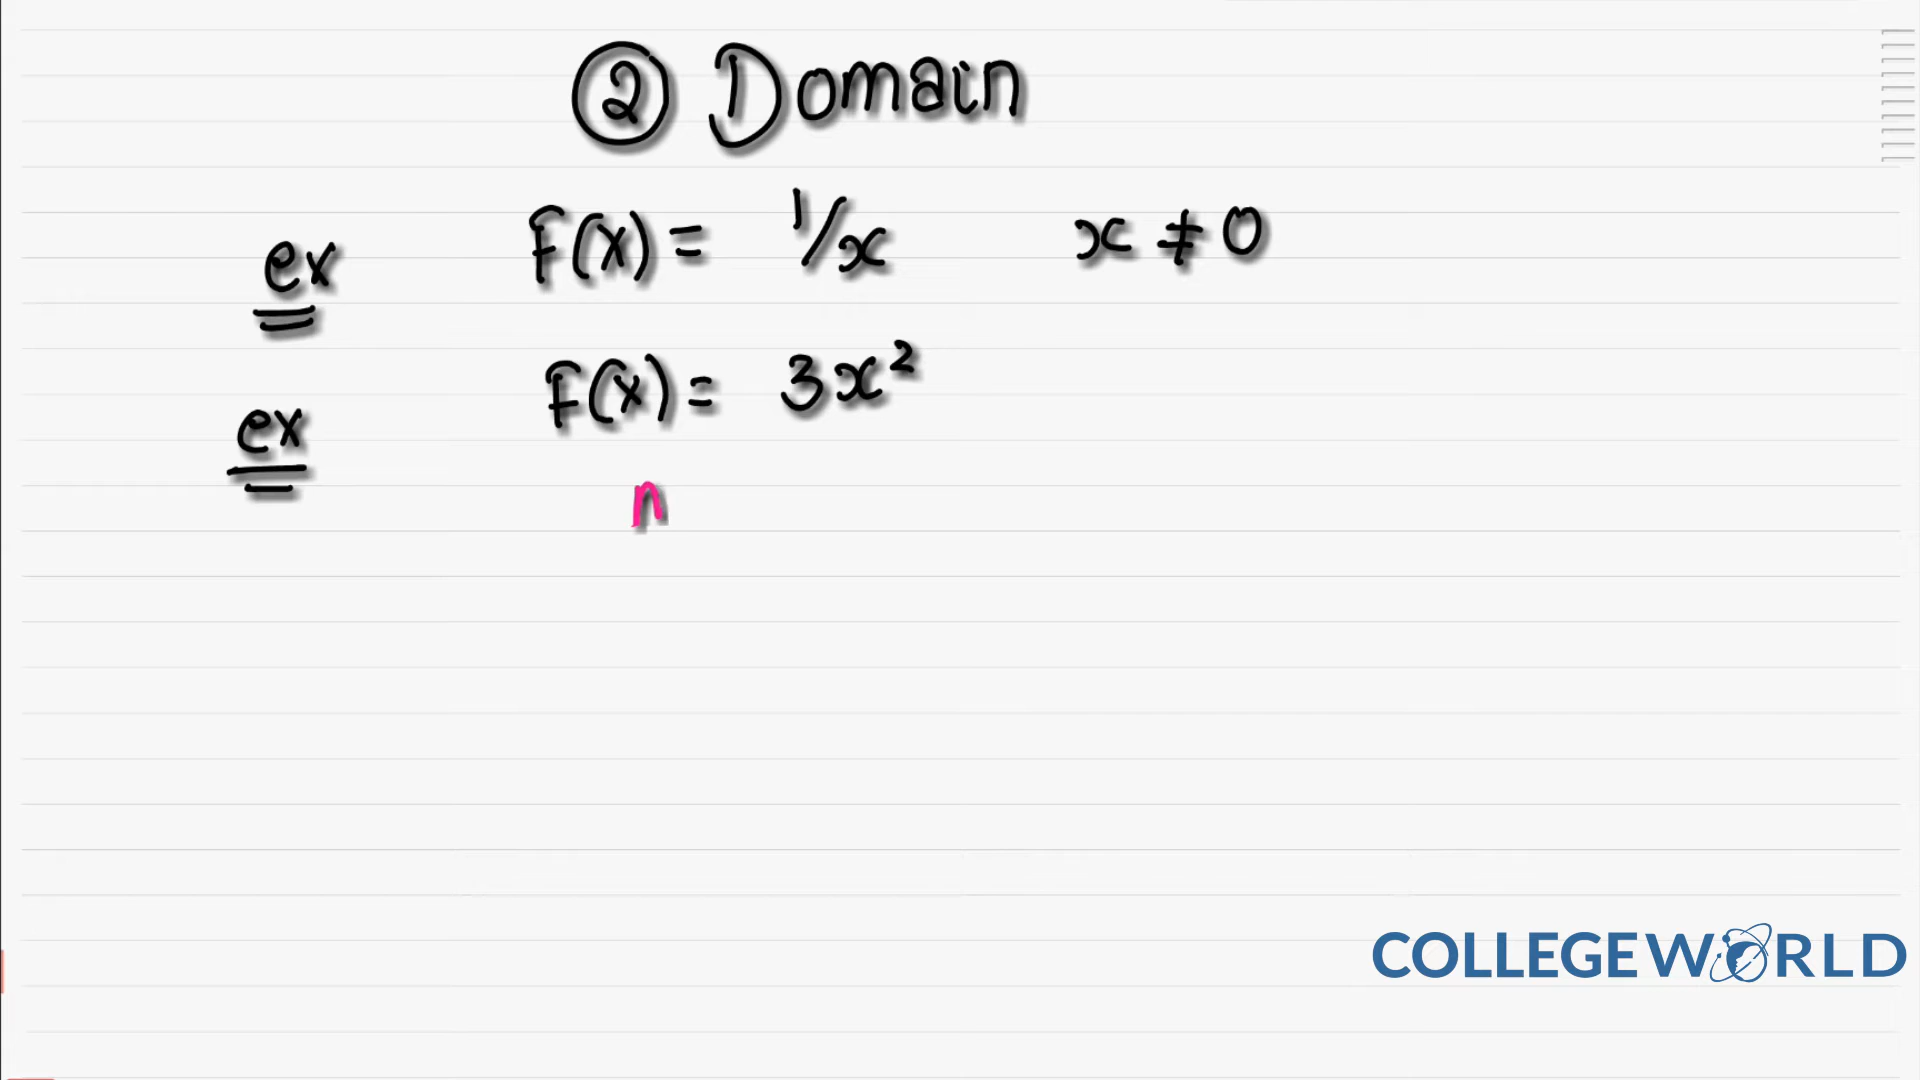 ② Domain
ex F(x) = 1/x x ≠ 0
ex F(x) = 3x²
n
COLLEGEWORLD